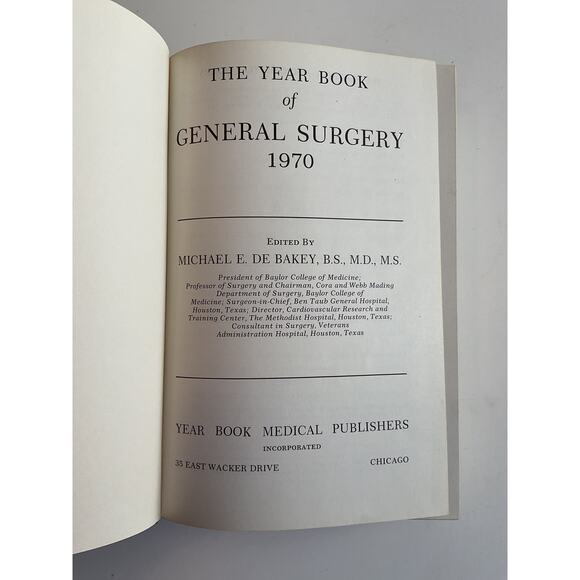 THE YEAR BOOK
of
GENERAL SURGERY
1970
EDITED BY
MICHAEL E. DE BAKEY, B.S., M.D., M.S.
President of Baylor College of Medicine;
Professor of Surgery and Chairman, Cora and Webb Mading
Department of Surgery, Baylor College of
Medicine; Surgeon-in-Chief, Ben Taub General Hospital,
Houston, Texas; Director, Cardiovascular Research and
Training Center, The Methodist Hospital, Houston, Texas;
Consultant in Surgery, Veterans
Administration Hospital, Houston, Texas
YEAR BOOK MEDICAL PUBLISHERS
INCORPORATED
35 EAST WACKER DRIVE CHICAGO